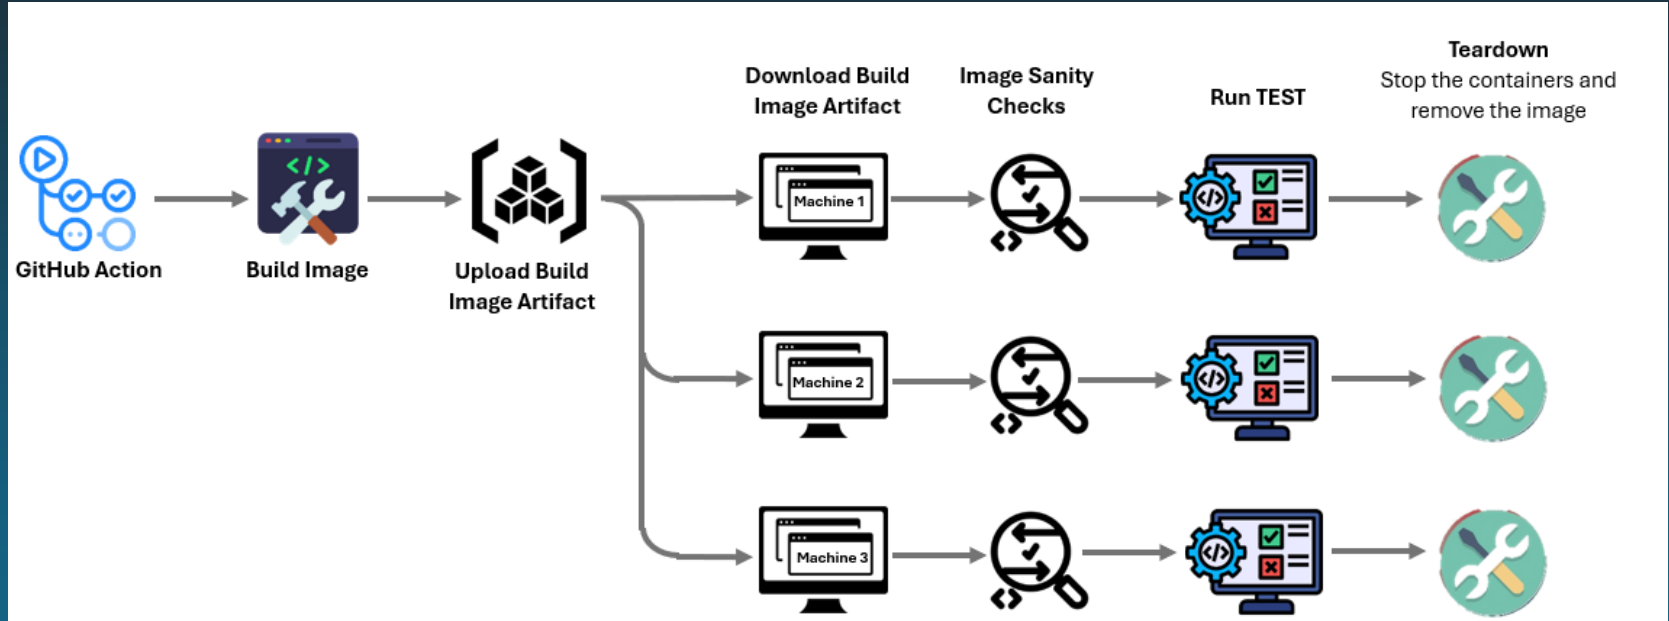 GitHub Action
</>
Build Image
Upload Build
Image Artifact
Download Build
Image Artifact
Image Sanity
Checks
Run TEST
Teardown
Stop the containers and
remove the image
Machine 1
<>
</>
Machine 2
<>
</>
Machine 3
<>
</>